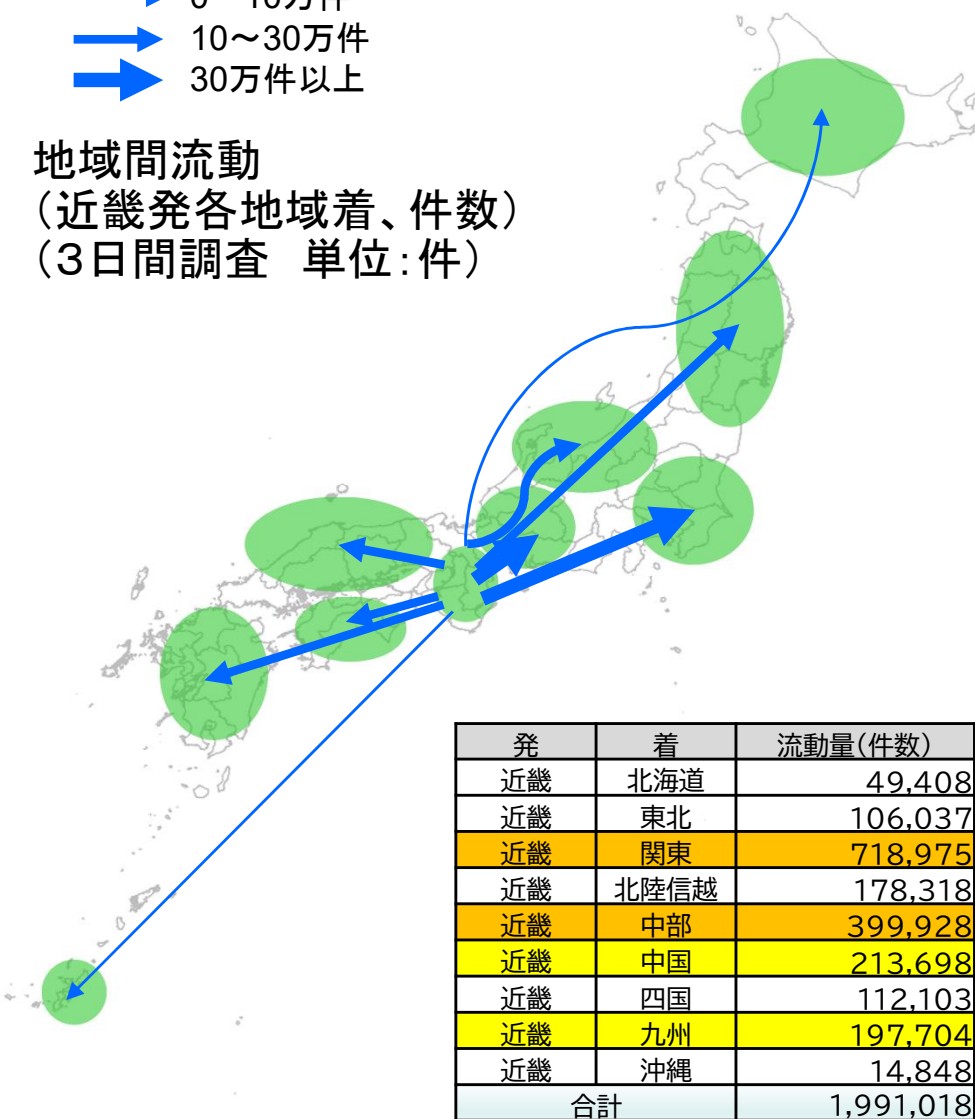 10～30万件
30万件以上
地域間流動
（近畿発各地域着、件数）
（３日間調査　単位：件）
発 着 流動量(件数)
近畿 北海道 49,408
近畿 東北 106,037
近畿 関東 718,975
近畿 北陸信越 178,318
近畿 中部 399,928
近畿 中国 213,698
近畿 四国 112,103
近畿 九州 197,704
近畿 沖縄 14,848
合計 1,991,018